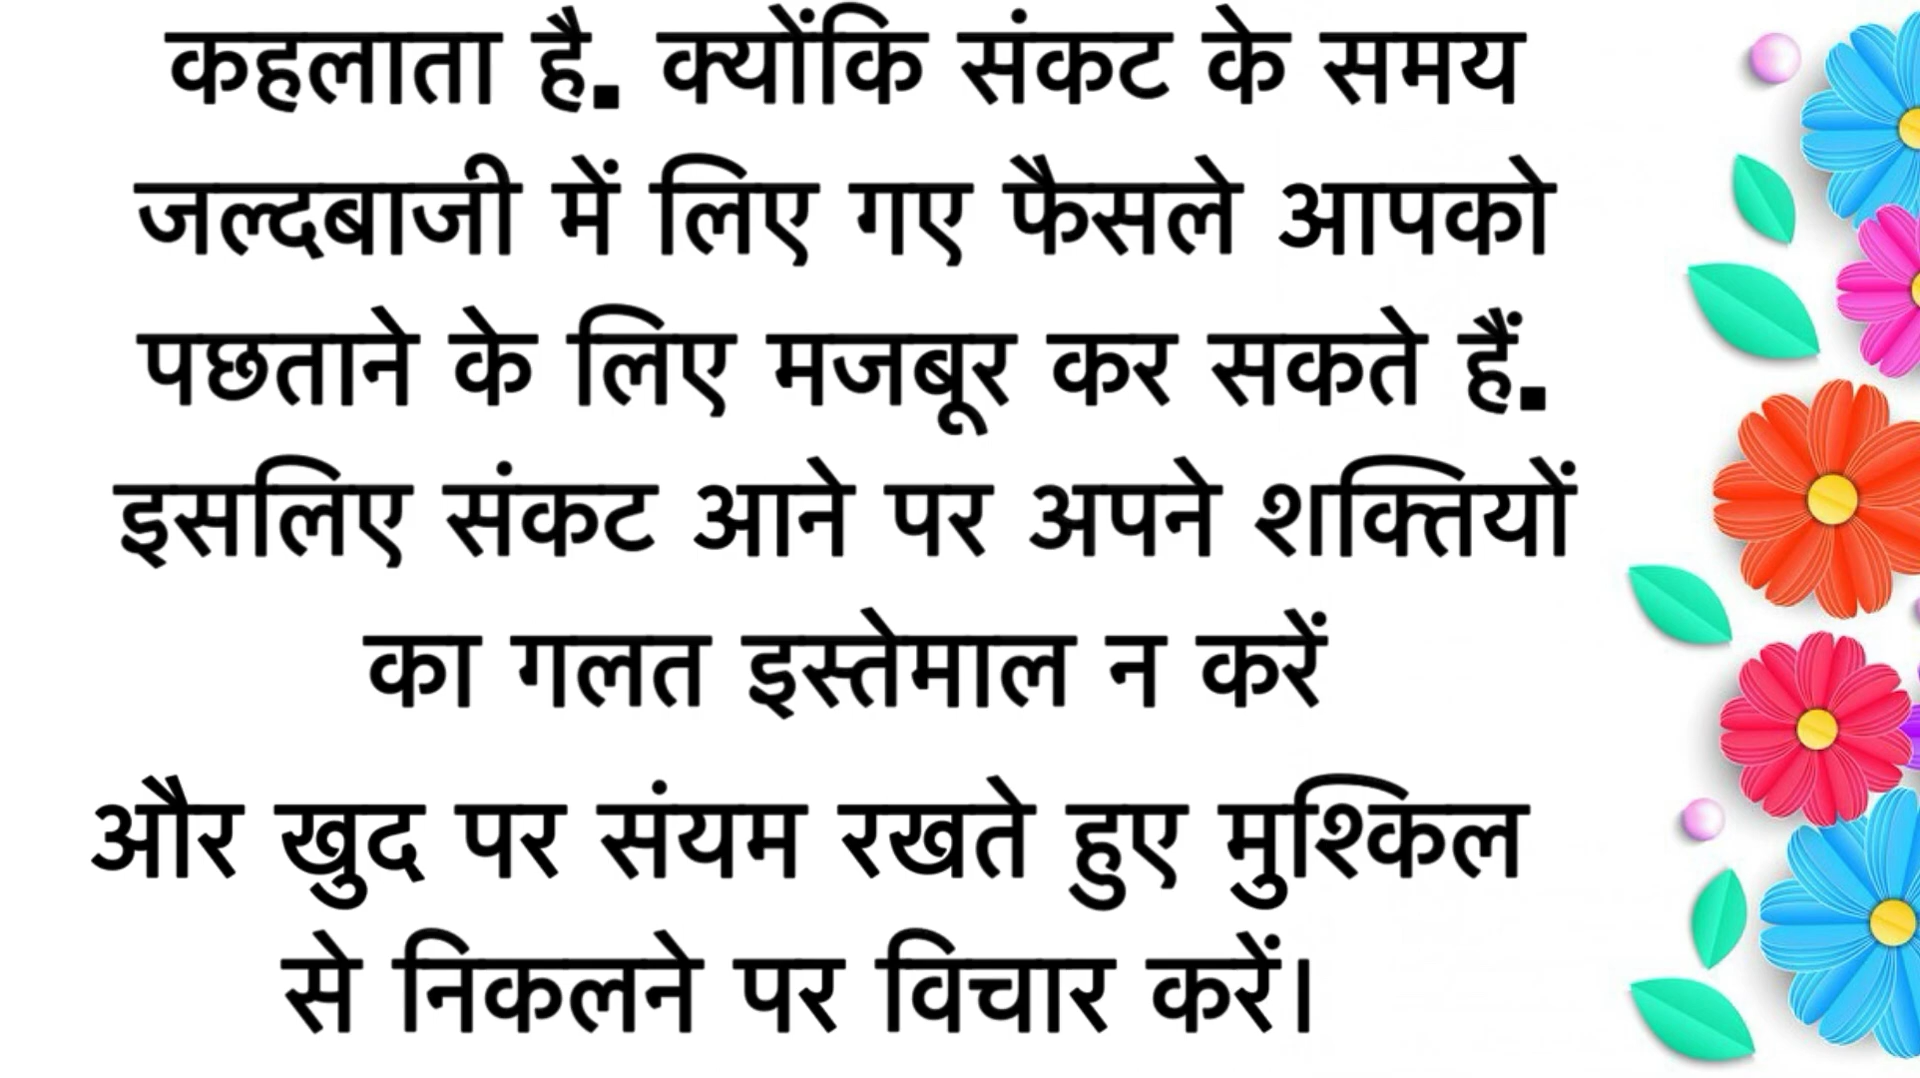 कहलाता है. क्योंकि संकट के समय
जल्दबाजी में लिए गए फैसले आपको
पछताने के लिए मजबूर कर सकते हैं.
इसलिए संकट आने पर अपने शक्तियों
का गलत इस्तेमाल न करें
और खुद पर संयम रखते हुए मुश्किल
से निकलने पर विचार करें।